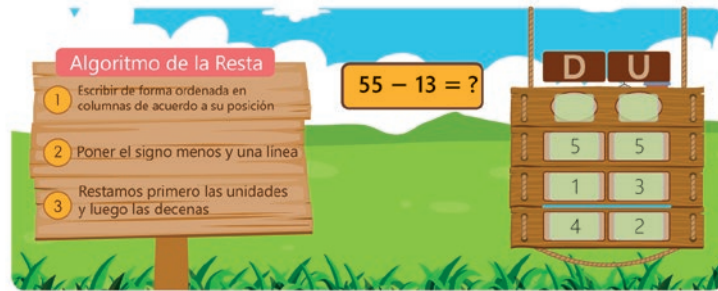 Algoritmo de la Resta
1 Escribir de forma ordenada en
columnas de acuerdo a su posición
2 Poner el signo menos y una línea
3 Restamos primero las unidades
y luego las decenas
55 – 13 = ?
D U
5 5
1 3
4 2